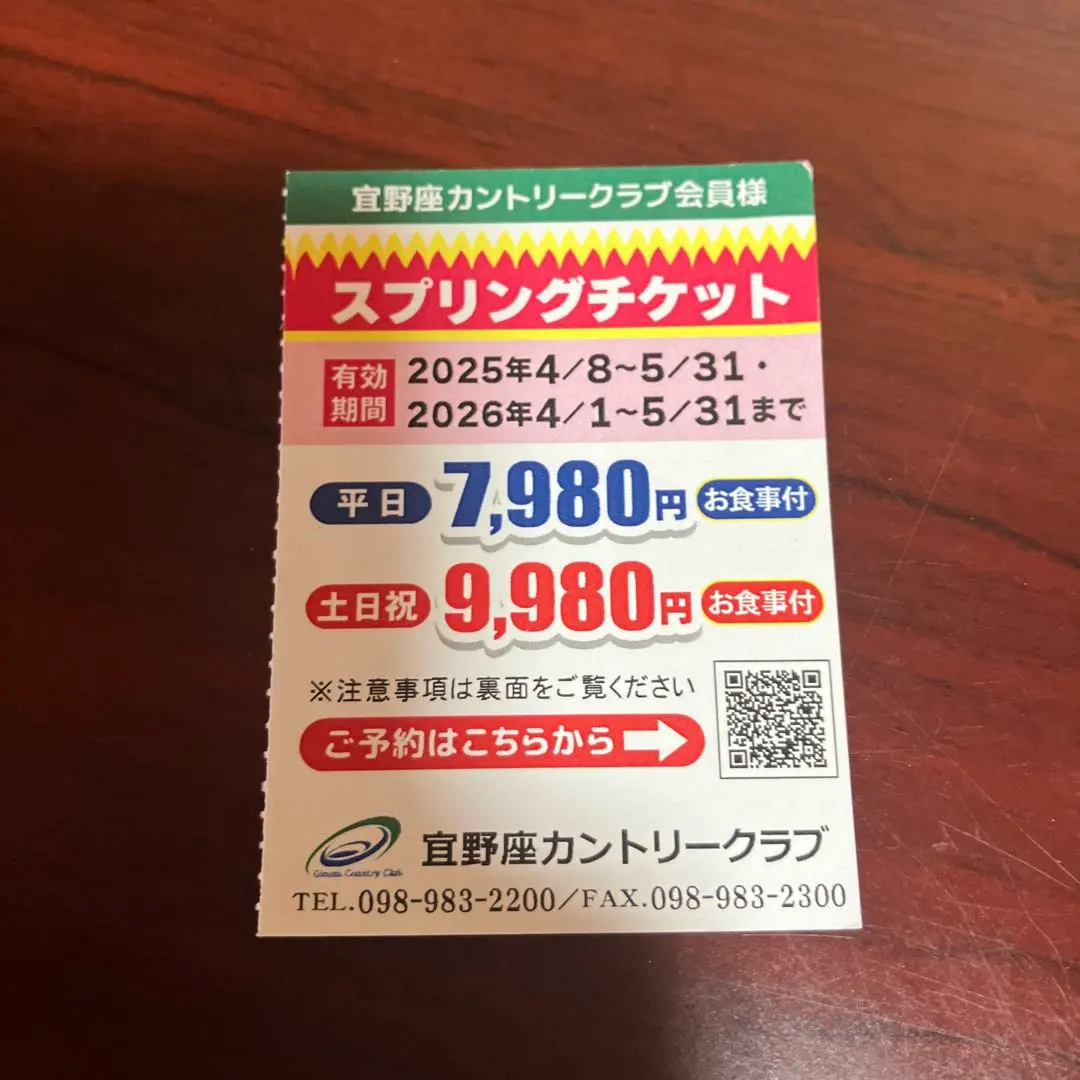 宜野座カントリークラブ会員様
スプリングチケット
有効
期間
2025年4/8~5/31・
2026年4/1~5/31まで
平日 7,980円 お食事付
土日祝 9,980円 お食事付
※注意事項は裏面をご覧ください
ご予約はこちらから
Ginoza Country Club
宜野座カントリークラブ
TEL.098-983-2200/FAX.098-983-2300